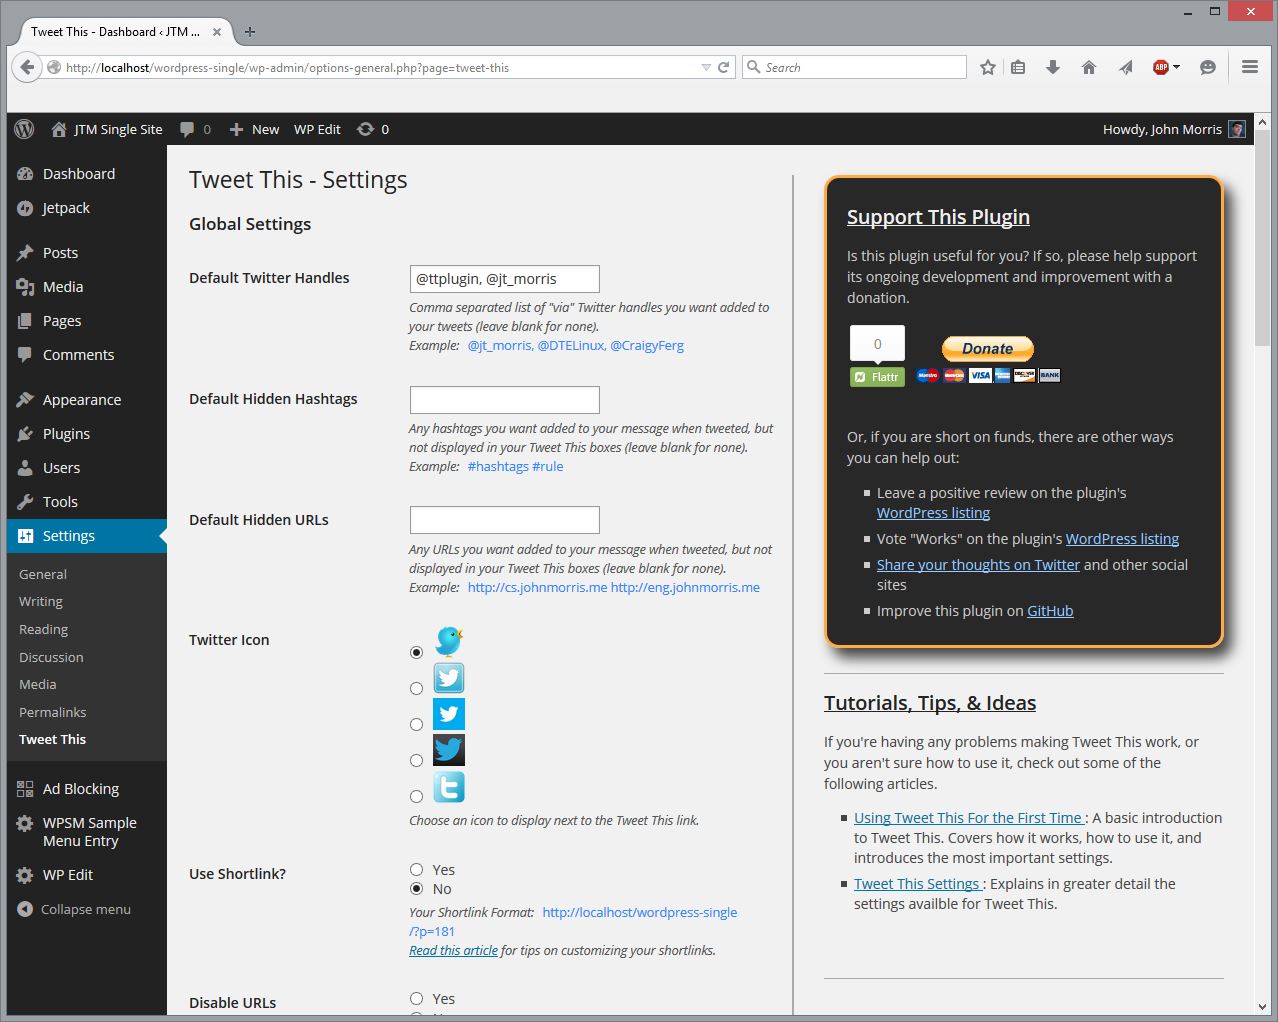 Tweet This - Dashboard ‹ JTM ...
http://localhost/wordpress-single/wp-admin/options-general.php?page=tweet-this
Search
ABP
JTM Single Site
0
New
WP Edit
0
Howdy, John Morris
Dashboard
Jetpack
Posts
Media
Pages
Comments
Appearance
Plugins
Users
Tools
Settings
General
Writing
Reading
Discussion
Media
Permalinks
Tweet This
Ad Blocking
WPSM Sample
Menu Entry
WP Edit
Collapse menu
Tweet This - Settings
Global Settings
Default Twitter Handles
@ttplugin, @jt_morris
Comma separated list of "via" Twitter handles you want added to
your tweets (leave blank for none).
Example: @jt_morris, @DTELinux, @CraigyFerg
Default Hidden Hashtags
Any hashtags you want added to your message when tweeted, but
not displayed in your Tweet This boxes (leave blank for none).
Example: #hashtags #rule
Default Hidden URLs
Any URLs you want added to your message when tweeted, but not
displayed in your Tweet This boxes (leave blank for none).
Example: http://cs.johnmorris.me http://eng.johnmorris.me
Twitter Icon
Choose an icon to display next to the Tweet This link.
Use Shortlink?
Yes
No
Your Shortlink Format: http://localhost/wordpress-single
/?p=181
Read this article for tips on customizing your shortlinks.
Disable URLs
Yes
Support This Plugin
Is this plugin useful for you? If so, please help support
its ongoing development and improvement with a
donation.
0
Flattr
Donate
Maestro
MasterCard
VISA
DISCOVER
BANK
Or, if you are short on funds, there are other ways
you can help out:
Leave a positive review on the plugin's
WordPress listing
Vote "Works" on the plugin's WordPress listing
Share your thoughts on Twitter and other social
sites
Improve this plugin on GitHub
Tutorials, Tips, & Ideas
If you're having any problems making Tweet This work, or
you aren't sure how to use it, check out some of the
following articles.
Using Tweet This For the First Time : A basic introduction
to Tweet This. Covers how it works, how to use it, and
introduces the most important settings.
Tweet This Settings : Explains in greater detail the
settings availble for Tweet This.